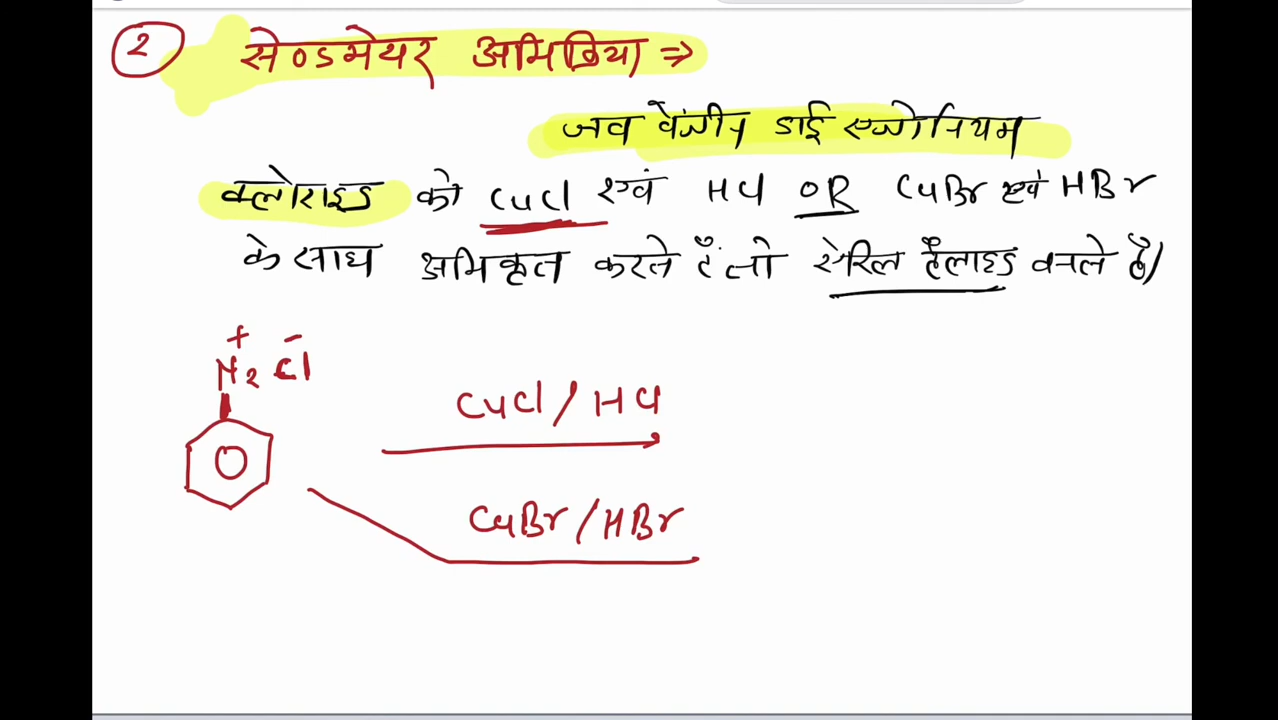 2 सेण्डमेयर अभिक्रिया ⇒
जब बेंजीन डाई एजोनियम
क्लोराइड को CuCl एवं HCl OR CuBr एवं HBr
के साथ अभिकृत करते हैं तो ऐरिल हैलाइड बनते है।
N2+ Cl-
CuCl / HCl
CuBr / HBr